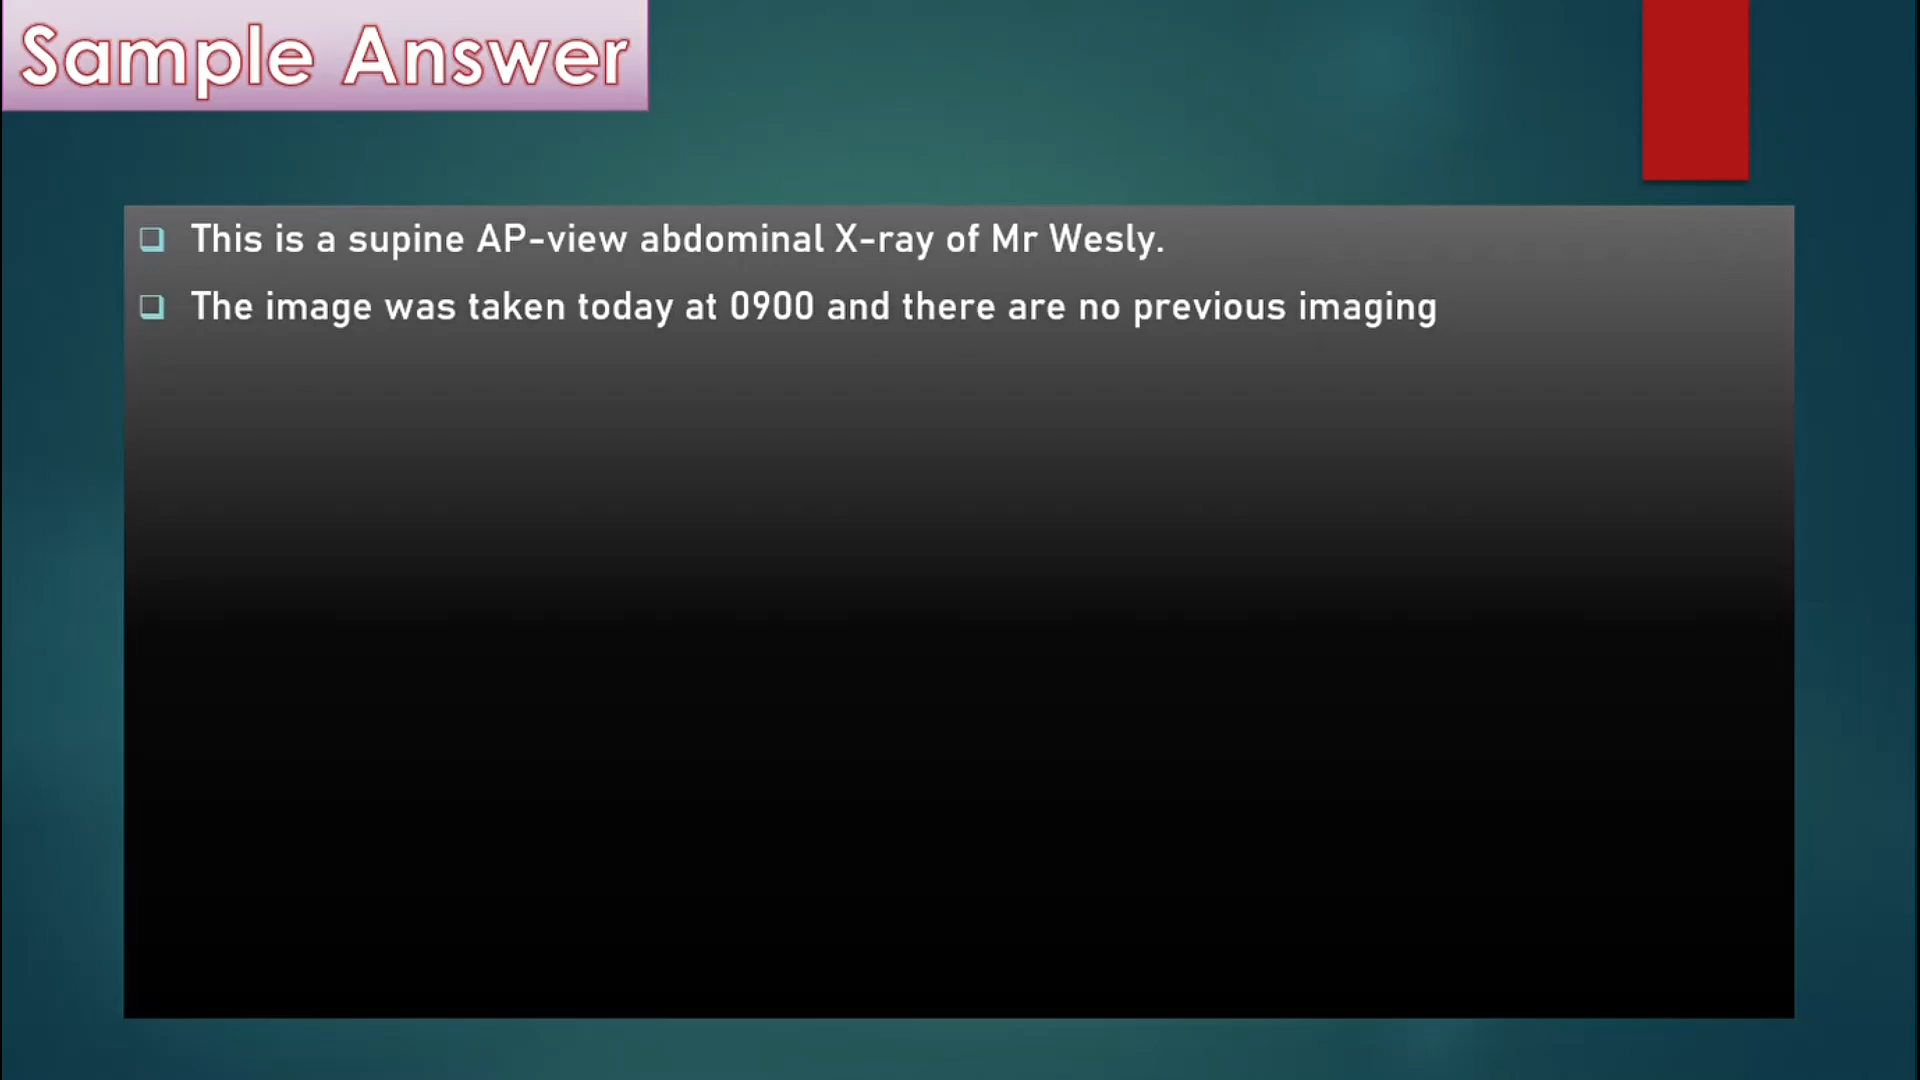 Sample Answer
This is a supine AP-view abdominal X-ray of Mr Wesly.
The image was taken today at 0900 and there are no previous imaging